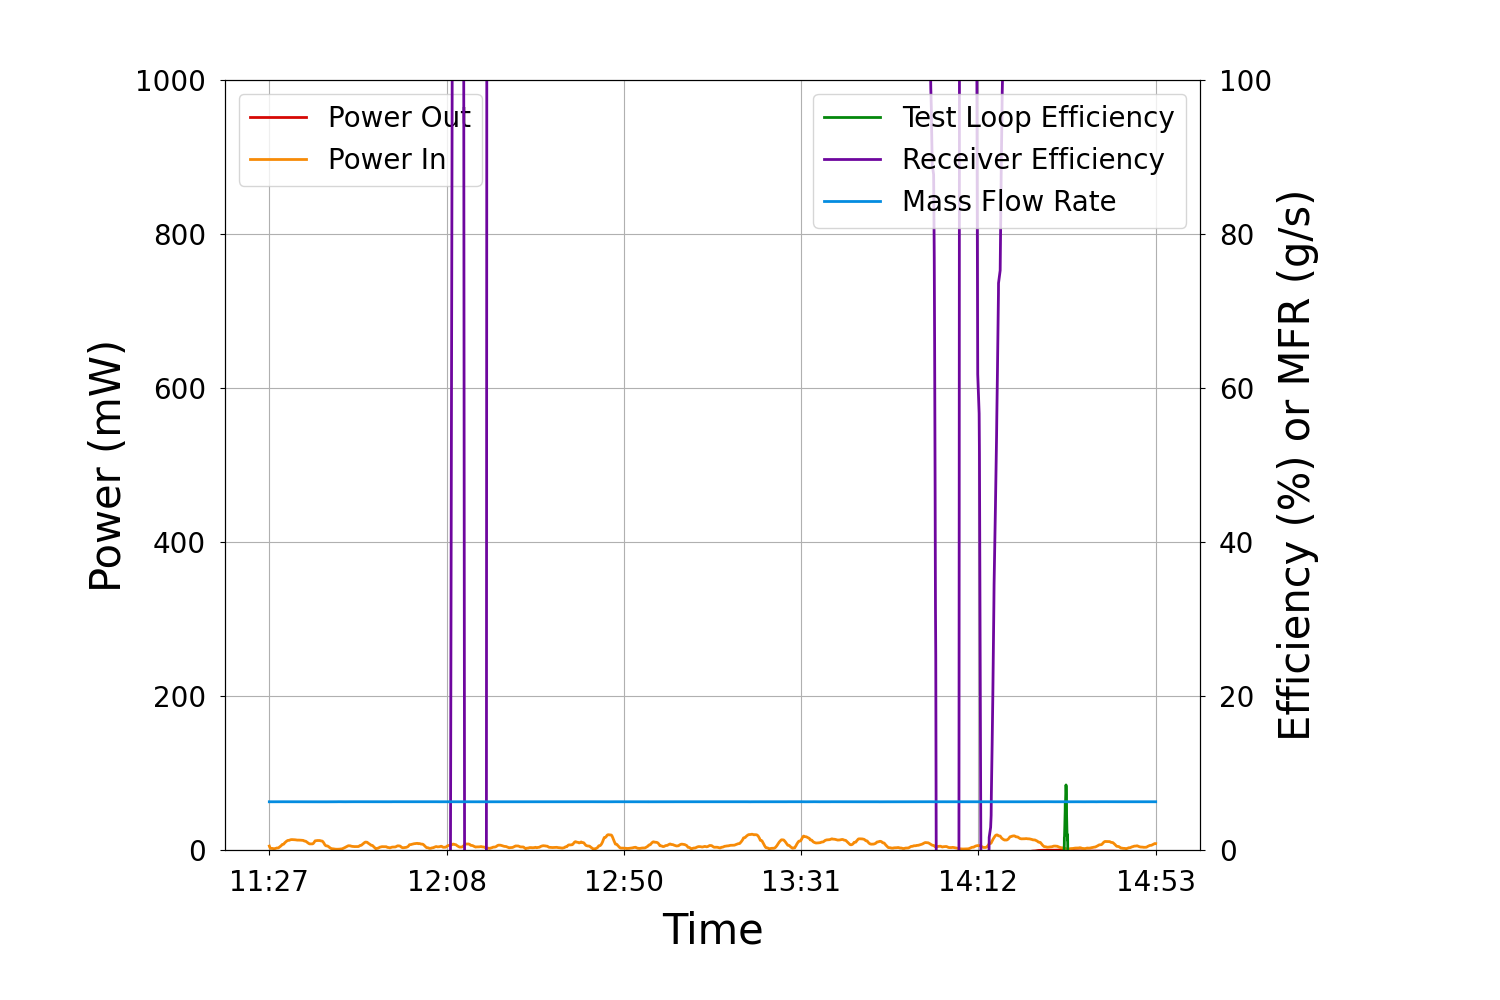 1000
800
600
400
200
0
Power (mW)
Power Out
Power In
Test Loop Efficiency
Receiver Efficiency
Mass Flow Rate
100
80
60
40
20
0
Efficiency (%) or MFR (g/s)
11:27 12:08 12:50 13:31 14:12 14:53
Time